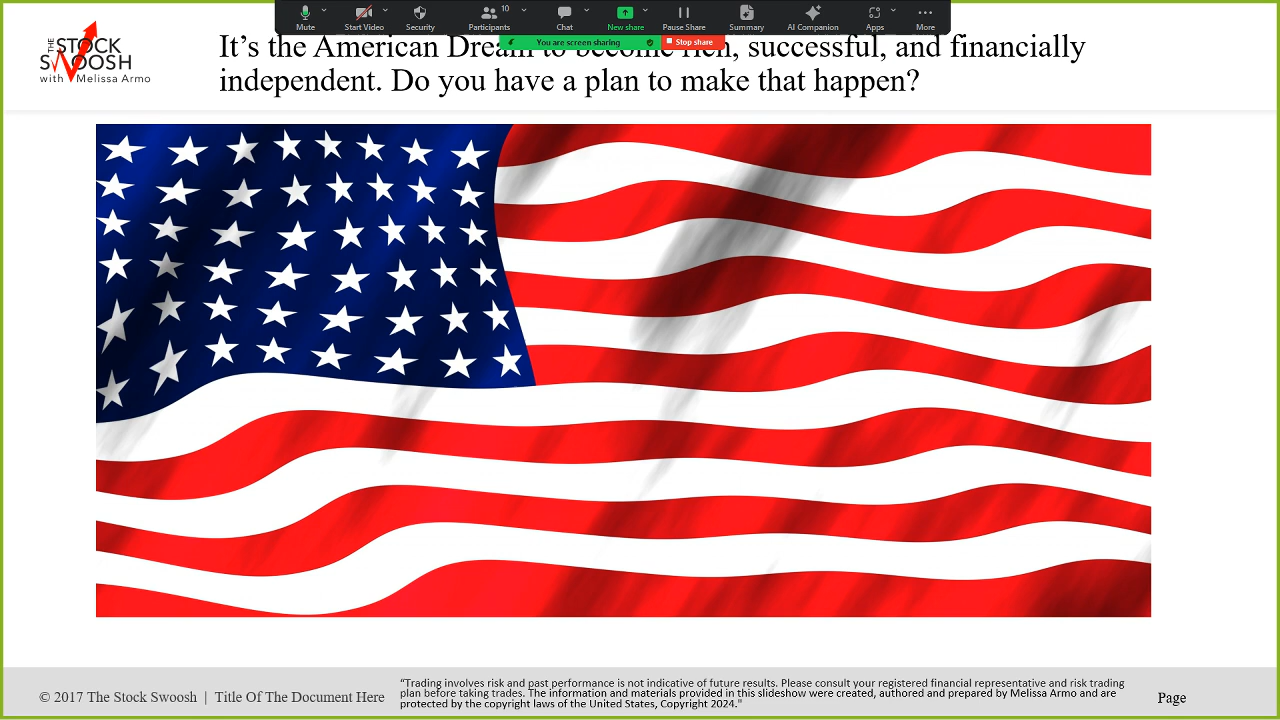 Mute
Start Video
Security
Participants
10
Chat
New share
Pause Share
Summary
AI Companion
Apps
More
You are screen sharing
Stop share
THE
STOCK
SWOOSH
with Melissa Armo
It's the American Dream to become rich, successful, and financially
independent. Do you have a plan to make that happen?
© 2017 The Stock Swoosh | Title Of The Document Here
"Trading involves risk and past performance is not indicative of future results. Please consult your registered financial representative and risk trading
plan before taking trades. The information and materials provided in this slideshow were created, authored and prepared by Melissa Armo and are
protected by the copyright laws of the United States, Copyright 2024."
Page